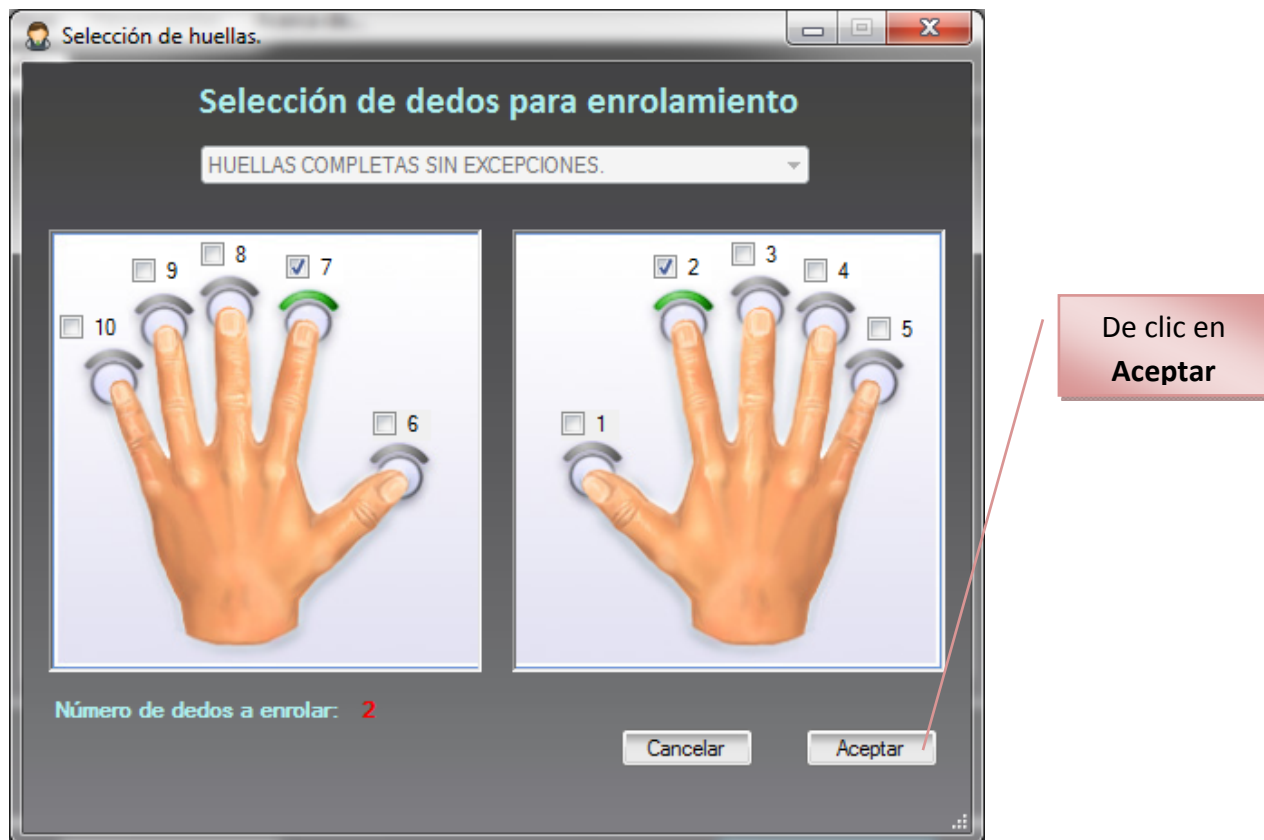 Selección de huellas.
Selección de dedos para enrolamiento
HUELLAS COMPLETAS SIN EXCEPCIONES.
10
9
8
7
6
1
2
3
4
5
Número de dedos a enrolar: 2
Cancelar
Aceptar
De clic en
Aceptar